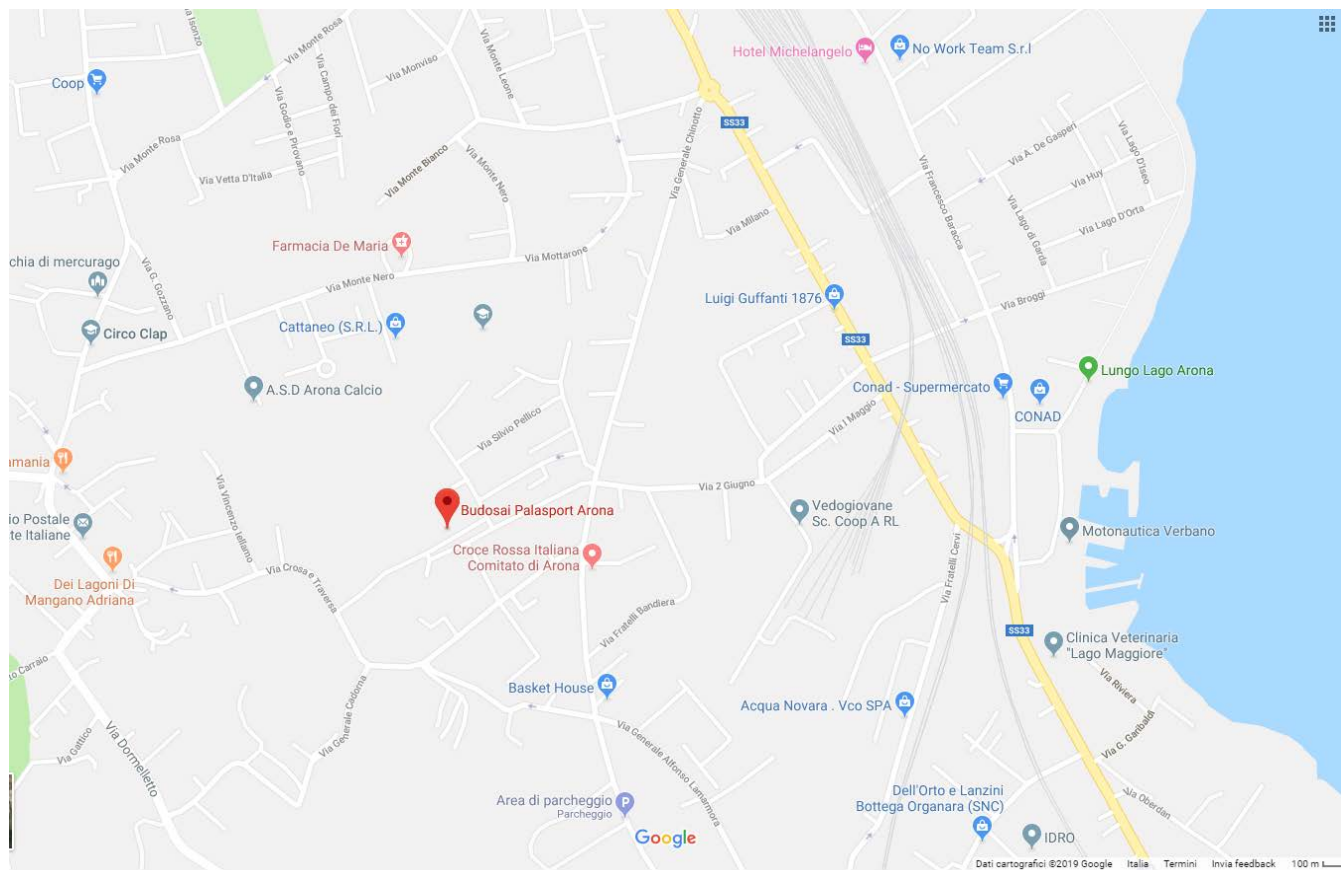 Via Isonzo
Via Monte Rosa
Via Monte Leone
Hotel Michelangelo
No Work Team S.r.l
Coop
Via Monviso
Via Campo dei Fiori
Via Godio e Pirovano
SS33
Via Generale Chinotto
Via A. De Gasperi
Via Lago D'Iseo
Via Monte Rosa
Via Vetta D'Italia
Via Monte Bianco
Via Monte Nero
Via Francesco Baracca
Via Huy
Via Lago di Garda
Via Lago D'Orta
Via Milano
Farmacia De Maria
Via Mottarone
chia di mercurago
Via G. Gozzano
Via Monte Nero
Luigi Guffanti 1876
Via Broggi
Circo Clap
Cattaneo (S.R.L.)
SS33
A.S.D Arona Calcio
Conad - Supermercato
CONAD
Lungo Lago Arona
Via Silvio Pellico
Via I Maggio
amania
Via Vincenzo Iellamo
Via 2 Giugno
Budosai Palasport Arona
Vedogiovane
Sc. Coop A RL
io Postale
te Italiane
Motonautica Verbano
Croce Rossa Italiana
Comitato di Arona
Via Fratelli Cervi
Dei Lagoni Di
Mangano Adriana
Via Crosa e Traversa
Via Fratelli Bandiera
SS33
Clinica Veterinaria
"Lago Maggiore"
to Carraio
Via Riviera
Basket House
Acqua Novara . Vco SPA
Via Generale Cadorna
Via G. Garibaldi
Via Gattico
Via Dormelletto
Via Generale Alfonso Lamarmora
Area di parcheggio
Parcheggio
Dell'Orto e Lanzini
Bottega Organara (SNC)
Via Oberdan
Google
IDRO
Dati cartografici ©2019 Google Italia Termini Invia feedback 100 m